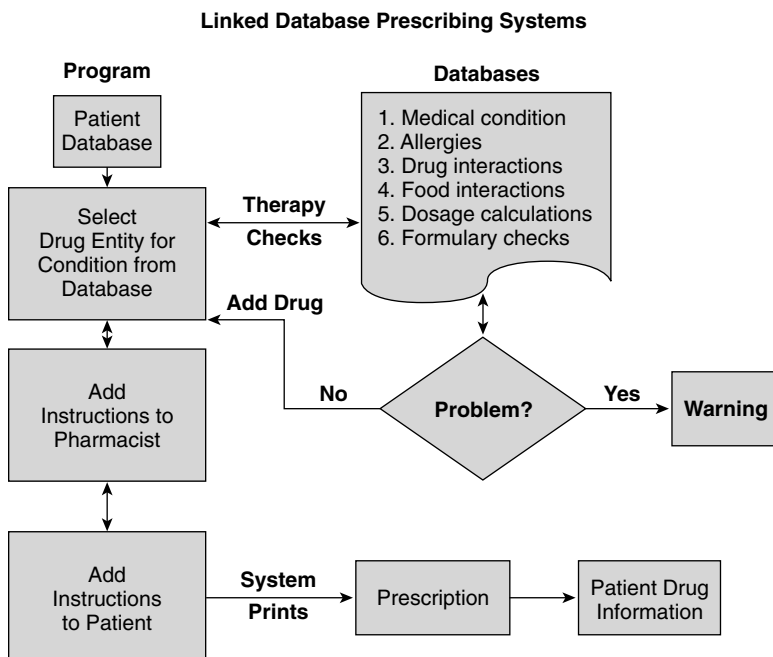 Linked Database Prescribing Systems
Program
Databases
Patient
Database
1. Medical condition
2. Allergies
3. Drug interactions
4. Food interactions
5. Dosage calculations
6. Formulary checks
Select
Drug Entity for
Condition from
Database
Therapy
Checks
Add Drug
Add
Instructions to
Pharmacist
No
Problem?
Yes
Warning
Add
Instructions
to Patient
System
Prints
Prescription
Patient Drug
Information